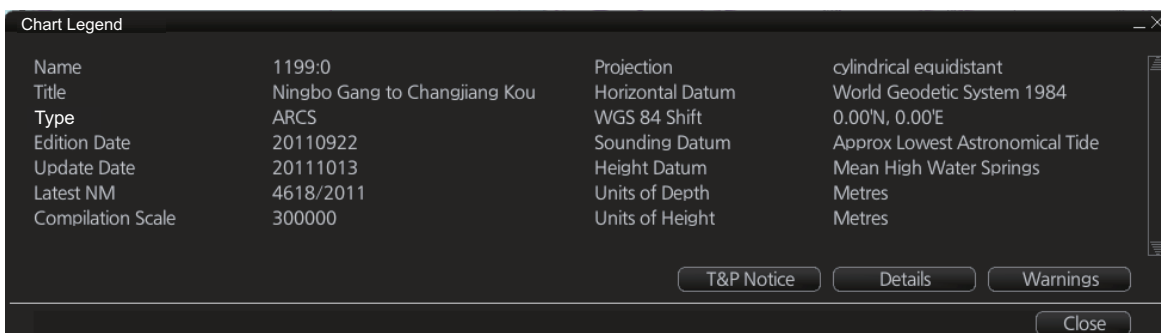 Chart Legend
Name 1199:0 Projection cylindrical equidistant
Title Ningbo Gang to Changjiang Kou Horizontal Datum World Geodetic System 1984
Type ARCS WGS 84 Shift 0.00'N, 0.00'E
Edition Date 20110922 Sounding Datum Approx Lowest Astronomical Tide
Update Date 20111013 Height Datum Mean High Water Springs
Latest NM 4618/2011 Units of Depth Metres
Compilation Scale 300000 Units of Height Metres
T&P Notice Details Warnings
Close